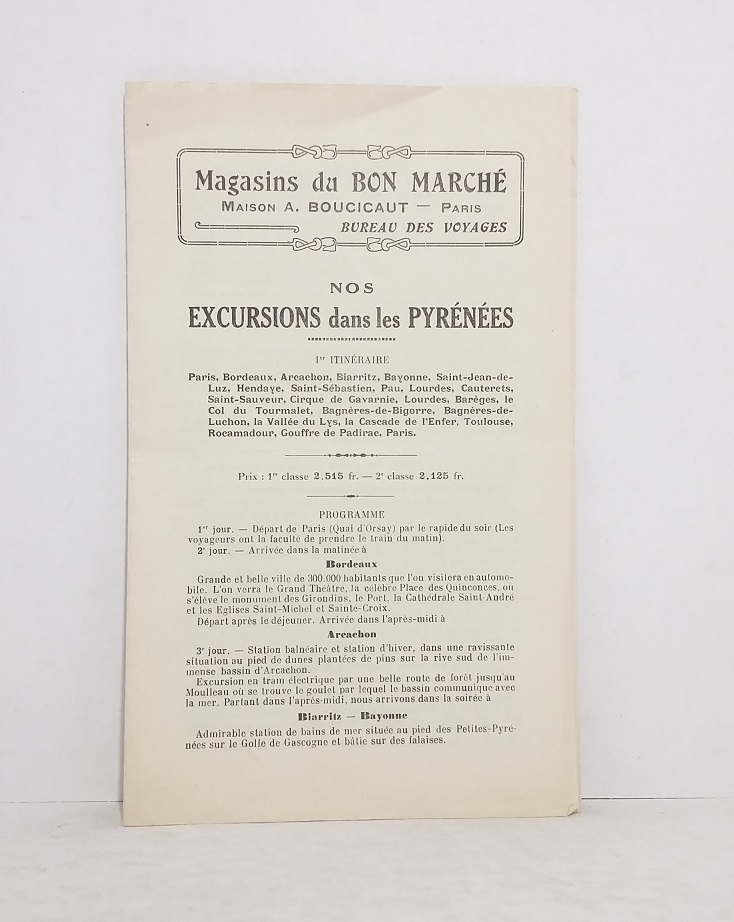 Magasins du BON MARCHÉ
MAISON A. BOUCICAUT — PARIS
BUREAU DES VOYAGES
NOS
EXCURSIONS dans les PYRÉNÉES
1er ITINÉRAIRE
Paris, Bordeaux, Arcachon, Biarritz, Bayonne, Saint-Jean-de-
Luz, Hendaye, Saint-Sébastien, Pau, Lourdes, Cauterets,
Saint-Sauveur, Cirque de Gavarnie, Lourdes, Barèges, le
Col du Tourmalet, Bagnères-de-Bigorre, Bagnères-de-
Luchon, la Vallée du Lys, la Cascade de l'Enfer, Toulouse,
Rocamadour, Gouffre de Padirac, Paris.
Prix : 1re classe 2.515 fr. — 2e classe 2.125 fr.
PROGRAMME
1er jour. — Départ de Paris (Quai d'Orsay) par le rapide du soir (Les
voyageurs ont la faculté de prendre le train du matin).
2e jour. — Arrivée dans la matinée à
Bordeaux
Grande et belle ville de 300.000 habitants que l'on visitera en automo-
bile. L'on verra le Grand Théâtre, la célèbre Place des Quinconces, où
s'élève le monument des Girondins, le Port, la Cathédrale Saint-André
et les Eglises Saint-Michel et Sainte-Croix.
Départ après le déjeuner. Arrivée dans l'après-midi à
Arcachon
3e jour. — Station balnéaire et station d'hiver, dans une ravissante
situation au pied de dunes plantées de pins sur la rive sud de l'im-
mense bassin d'Arcachon.
Excursion en tram électrique par une belle route de forêt jusqu'au
Moulleau où se trouve le goulet par lequel le bassin communique avec
la mer. Partant dans l'après-midi, nous arrivons dans la soirée à
Biarritz — Bayonne
Admirable station de bains de mer située au pied des Petites-Pyré-
nées sur le Golfe de Gascogne et bâtie sur des falaises.